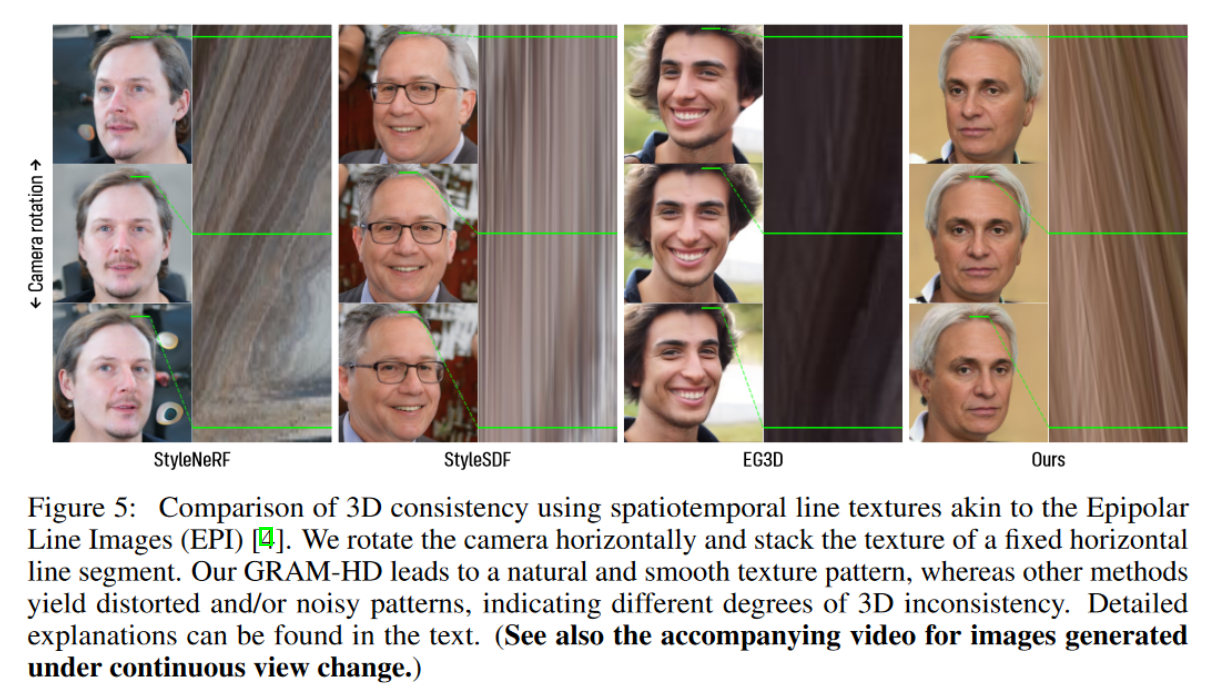 ← Camera rotation →
StyleNeRF
StyleSDF
EG3D
Ours
Figure 5: Comparison of 3D consistency using spatiotemporal line textures akin to the Epipolar
Line Images (EPI) [4]. We rotate the camera horizontally and stack the texture of a fixed horizontal
line segment. Our GRAM-HD leads to a natural and smooth texture pattern, whereas other methods
yield distorted and/or noisy patterns, indicating different degrees of 3D inconsistency. Detailed
explanations can be found in the text. (See also the accompanying video for images generated
under continuous view change.)